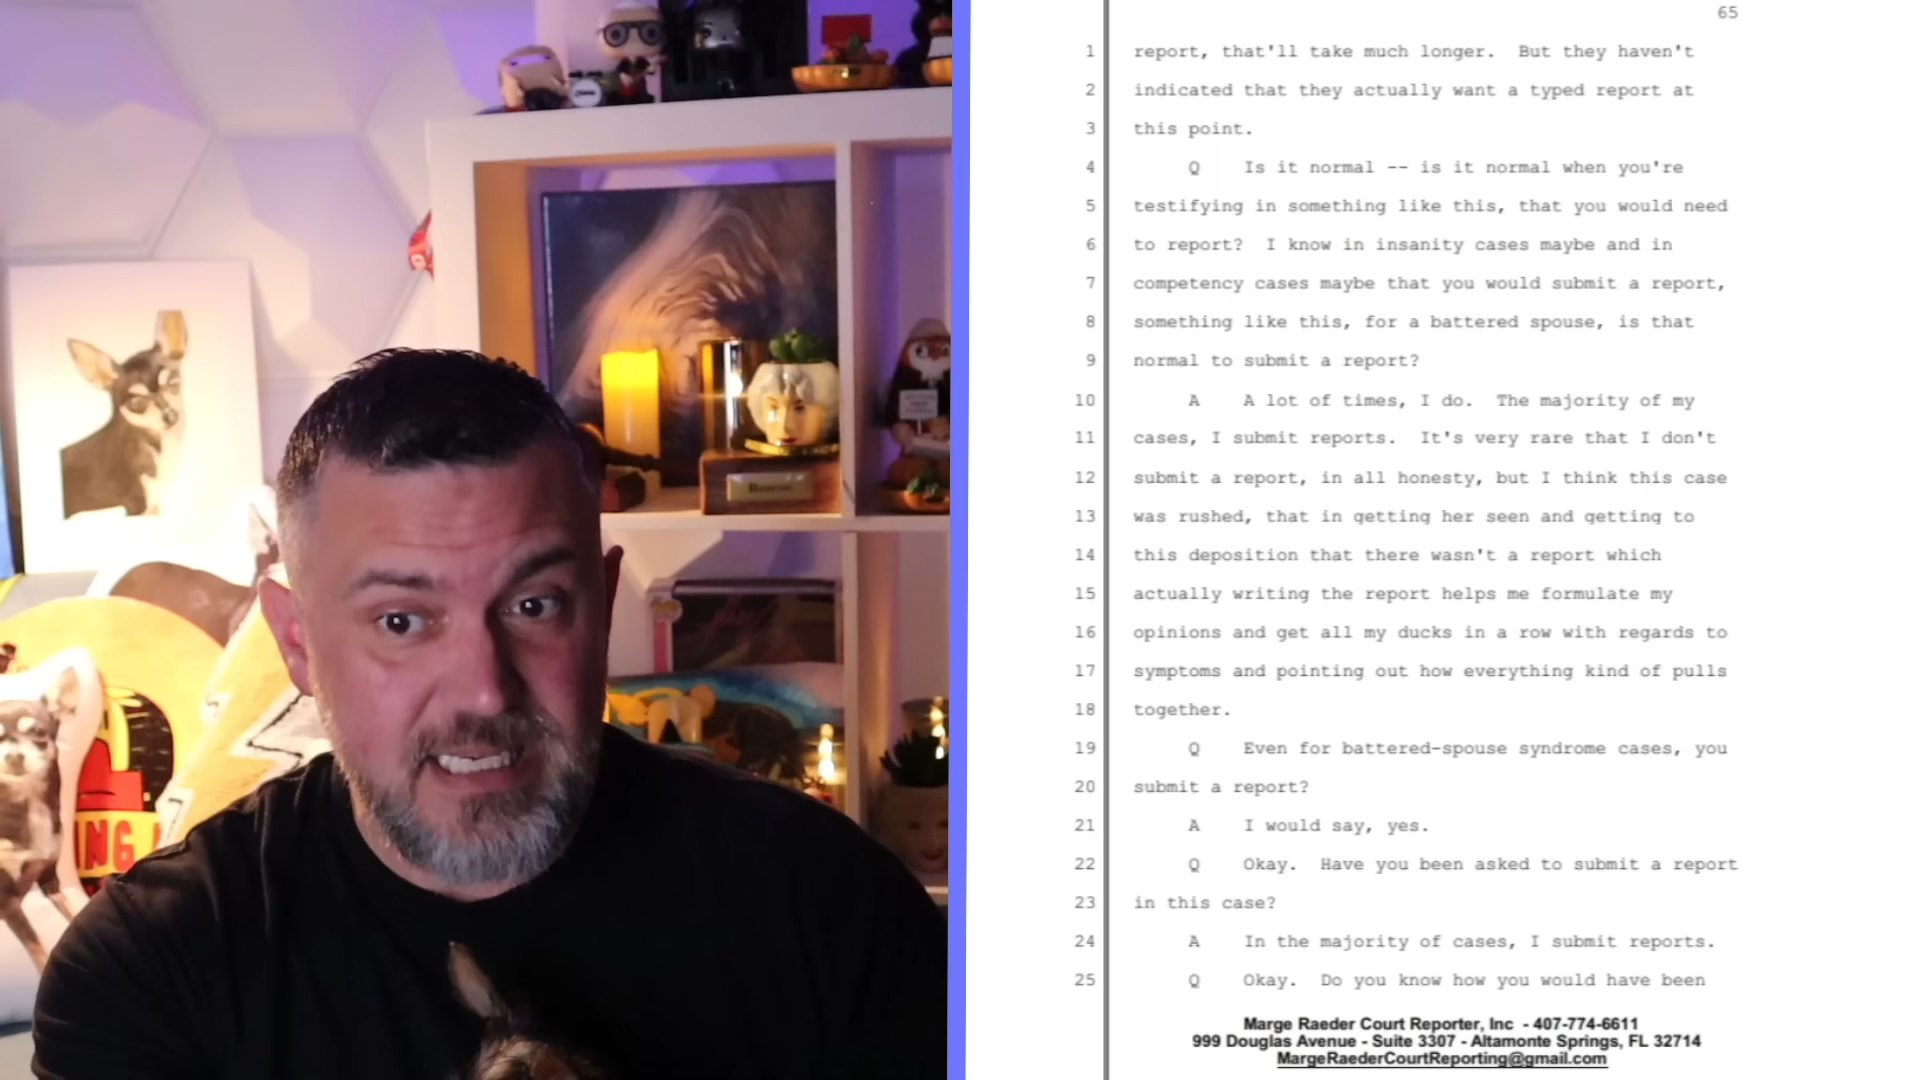 ING
Roscoe
65
1 report, that'll take much longer. But they haven't
2 indicated that they actually want a typed report at
3 this point.
4 Q Is it normal -- is it normal when you're
5 testifying in something like this, that you would need
6 to report? I know in insanity cases maybe and in
7 competency cases maybe that you would submit a report,
8 something like this, for a battered spouse, is that
9 normal to submit a report?
10 A A lot of times, I do. The majority of my
11 cases, I submit reports. It's very rare that I don't
12 submit a report, in all honesty, but I think this case
13 was rushed, that in getting her seen and getting to
14 this deposition that there wasn't a report which
15 actually writing the report helps me formulate my
16 opinions and get all my ducks in a row with regards to
17 symptoms and pointing out how everything kind of pulls
18 together.
19 Q Even for battered-spouse syndrome cases, you
20 submit a report?
21 A I would say, yes.
22 Q Okay. Have you been asked to submit a report
23 in this case?
24 A In the majority of cases, I submit reports.
25 Q Okay. Do you know how you would have been
Marge Raeder Court Reporter, Inc - 407-774-6611
999 Douglas Avenue - Suite 3307 - Altamonte Springs, FL 32714
MargeRaederCourtReporting@gmail.com